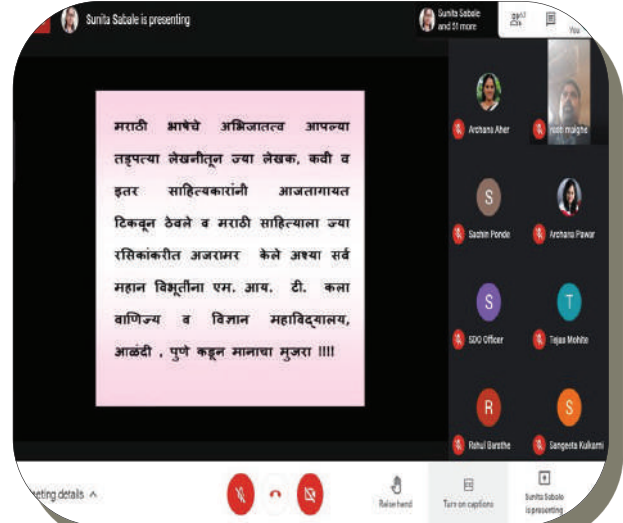 Sunita Sabale is presenting
Sunita Sabale
and 51 more
You
मराठी भाषेचे अभिजातत्व आपल्या
तड्पत्या लेखनीतून ज्या लेखक, कवी व
इतर साहित्यकारांनी आजतागायत
टिकवून ठेवले व मराठी साहित्याला ज्या
रसिकांकरीत अजरामर केले अश्या सर्व
महान विभूतींना एम. आय. टी. कला
वाणिज्य व विज्ञान महाविद्यालय,
आळंदी , पुणे कडून मानाचा मुजरा !!!!
Archana Aher
S
Sachin Ponde
Archana Pawar
S
SDO Officer
T
Tejas Mohite
R
Rahul Barathe
S
Sangeeta Kulkarni
eeting details
Raise hand
Turn on captions
Sunita Sabale
is presenting